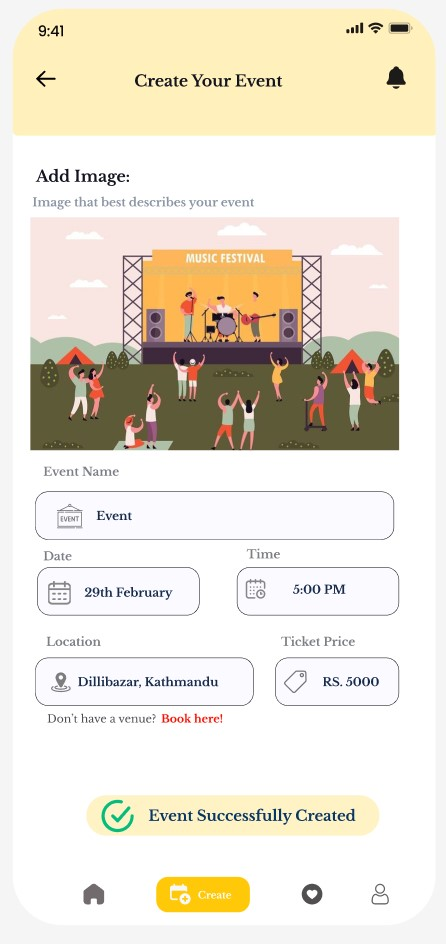 9:41
Create Your Event
Add Image:
Image that best describes your event
MUSIC FESTIVAL
Event Name
EVENT
Event
Date
Time
29th February
5:00 PM
Location
Ticket Price
Dillibazar, Kathmandu
RS. 5000
Don't have a venue? Book here!
Event Successfully Created
Create